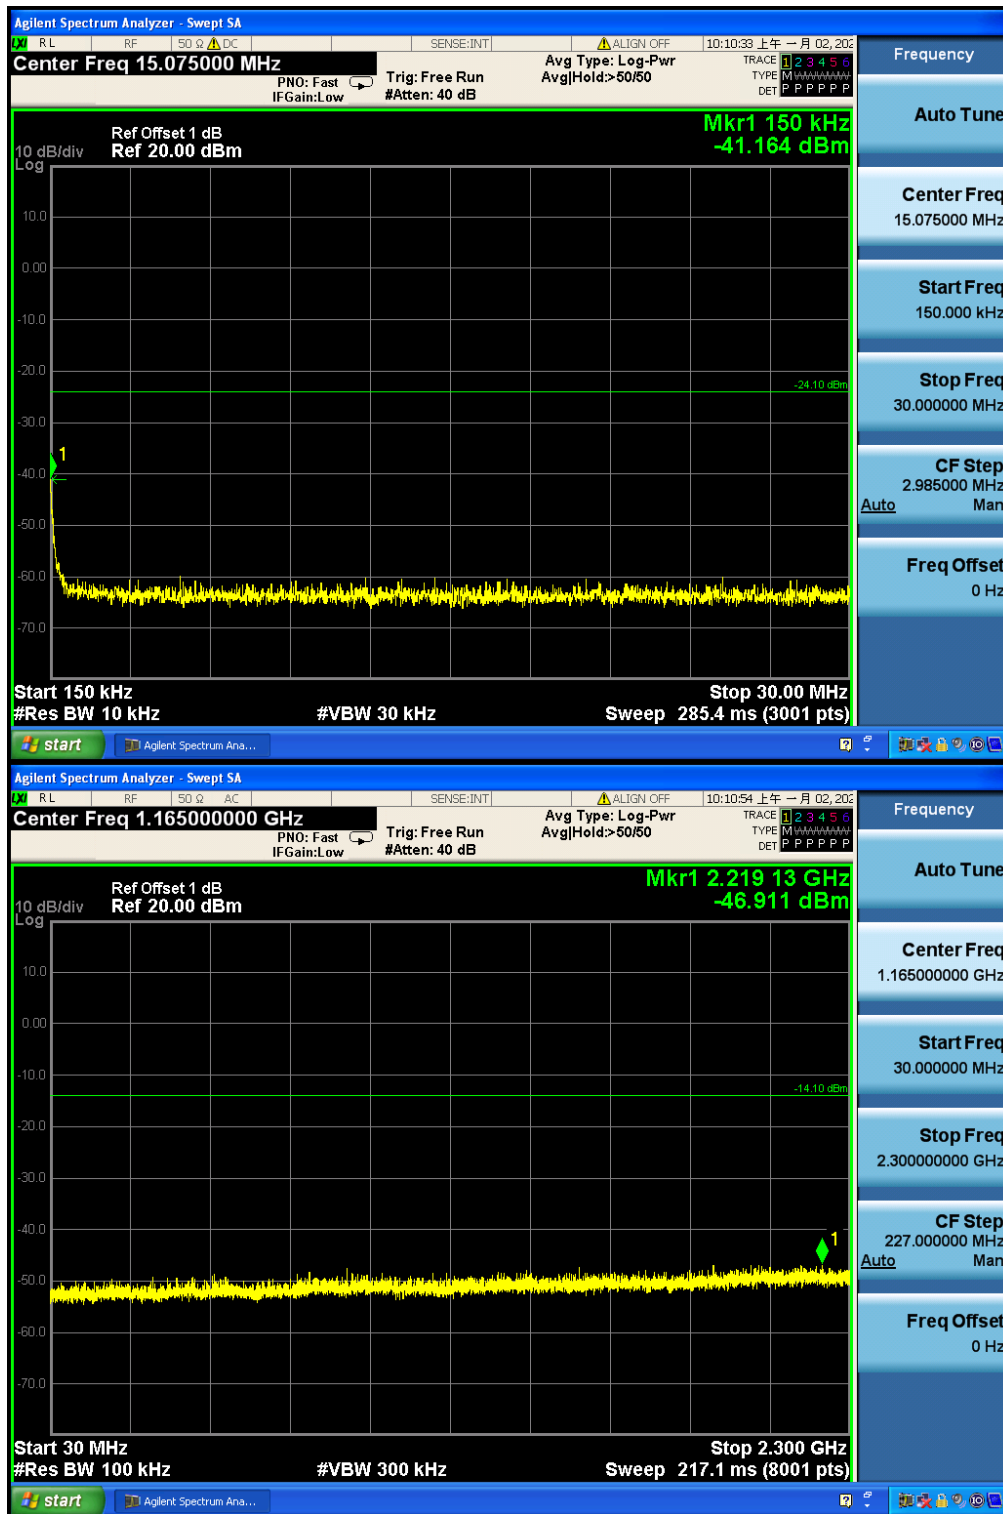 Agilent Spectrum Analyzer - Swept SA
LXI RL RF 50 Ω DC SENSE:INT ALIGN OFF 10:10:33 上午 一月 02, 202
Center Freq 15.075000 MHz
PNO: Fast
IFGain:Low
Trig: Free Run
#Atten: 40 dB
Avg Type: Log-Pwr
Avg|Hold:>50/50
TRACE 1 2 3 4 5 6
TYPE M
DET P P P P P P
Mkr1 150 kHz
-41.164 dBm
Ref Offset 1 dB
10 dB/div Ref 20.00 dBm
Log
10.0
0.00
-10.0
-20.0
-24.10 dBm
-30.0
1
-40.0
-50.0
-60.0
-70.0
Start 150 kHz Stop 30.00 MHz
#Res BW 10 kHz #VBW 30 kHz Sweep 285.4 ms (3001 pts)
Frequency
Auto Tune
Center Freq
15.075000 MHz
Start Freq
150.000 kHz
Stop Freq
30.000000 MHz
CF Step
2.985000 MHz
Auto Man
Freq Offset
0 Hz
start Agilent Spectrum Ana...
Agilent Spectrum Analyzer - Swept SA
LXI RL RF 50 Ω AC SENSE:INT ALIGN OFF 10:10:54 上午 一月 02, 202
Center Freq 1.165000000 GHz
PNO: Fast
IFGain:Low
Trig: Free Run
#Atten: 40 dB
Avg Type: Log-Pwr
Avg|Hold:>50/50
TRACE 1 2 3 4 5 6
TYPE M
DET P P P P P P
Mkr1 2.219 13 GHz
-46.911 dBm
Ref Offset 1 dB
10 dB/div Ref 20.00 dBm
Log
10.0
0.00
-10.0
-14.10 dBm
-20.0
-30.0
-40.0
1
-50.0
-60.0
-70.0
Start 30 MHz Stop 2.300 GHz
#Res BW 100 kHz #VBW 300 kHz Sweep 217.1 ms (8001 pts)
Frequency
Auto Tune
Center Freq
1.165000000 GHz
Start Freq
30.000000 MHz
Stop Freq
2.300000000 GHz
CF Step
227.000000 MHz
Auto Man
Freq Offset
0 Hz
start Agilent Spectrum Ana...